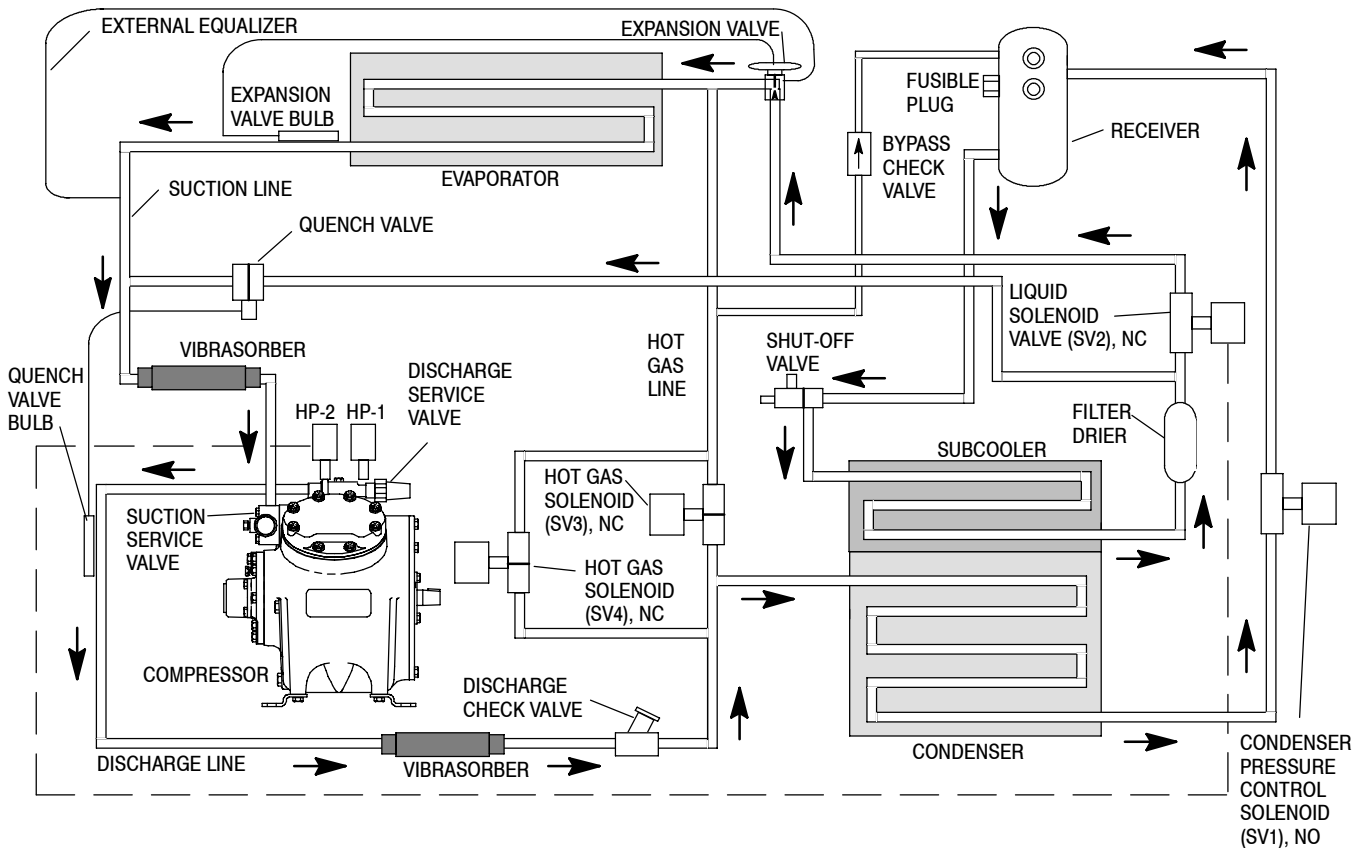 EXTERNAL EQUALIZER
EXPANSION VALVE
EXPANSION
VALVE BULB
FUSIBLE
PLUG
RECEIVER
BYPASS
CHECK
VALVE
EVAPORATOR
SUCTION LINE
QUENCH VALVE
LIQUID
SOLENOID
VALVE (SV2), NC
HOT
GAS
LINE
SHUT-OFF
VALVE
VIBRASORBER
DISCHARGE
SERVICE
VALVE
QUENCH
VALVE
BULB
HP-2
HP-1
FILTER
DRIER
SUBCOOLER
HOT GAS
SOLENOID
(SV3), NC
SUCTION
SERVICE
VALVE
HOT GAS
SOLENOID
(SV4), NC
COMPRESSOR
DISCHARGE
CHECK VALVE
CONDENSER
DISCHARGE LINE
VIBRASORBER
CONDENSER
PRESSURE
CONTROL
SOLENOID
(SV1), NO